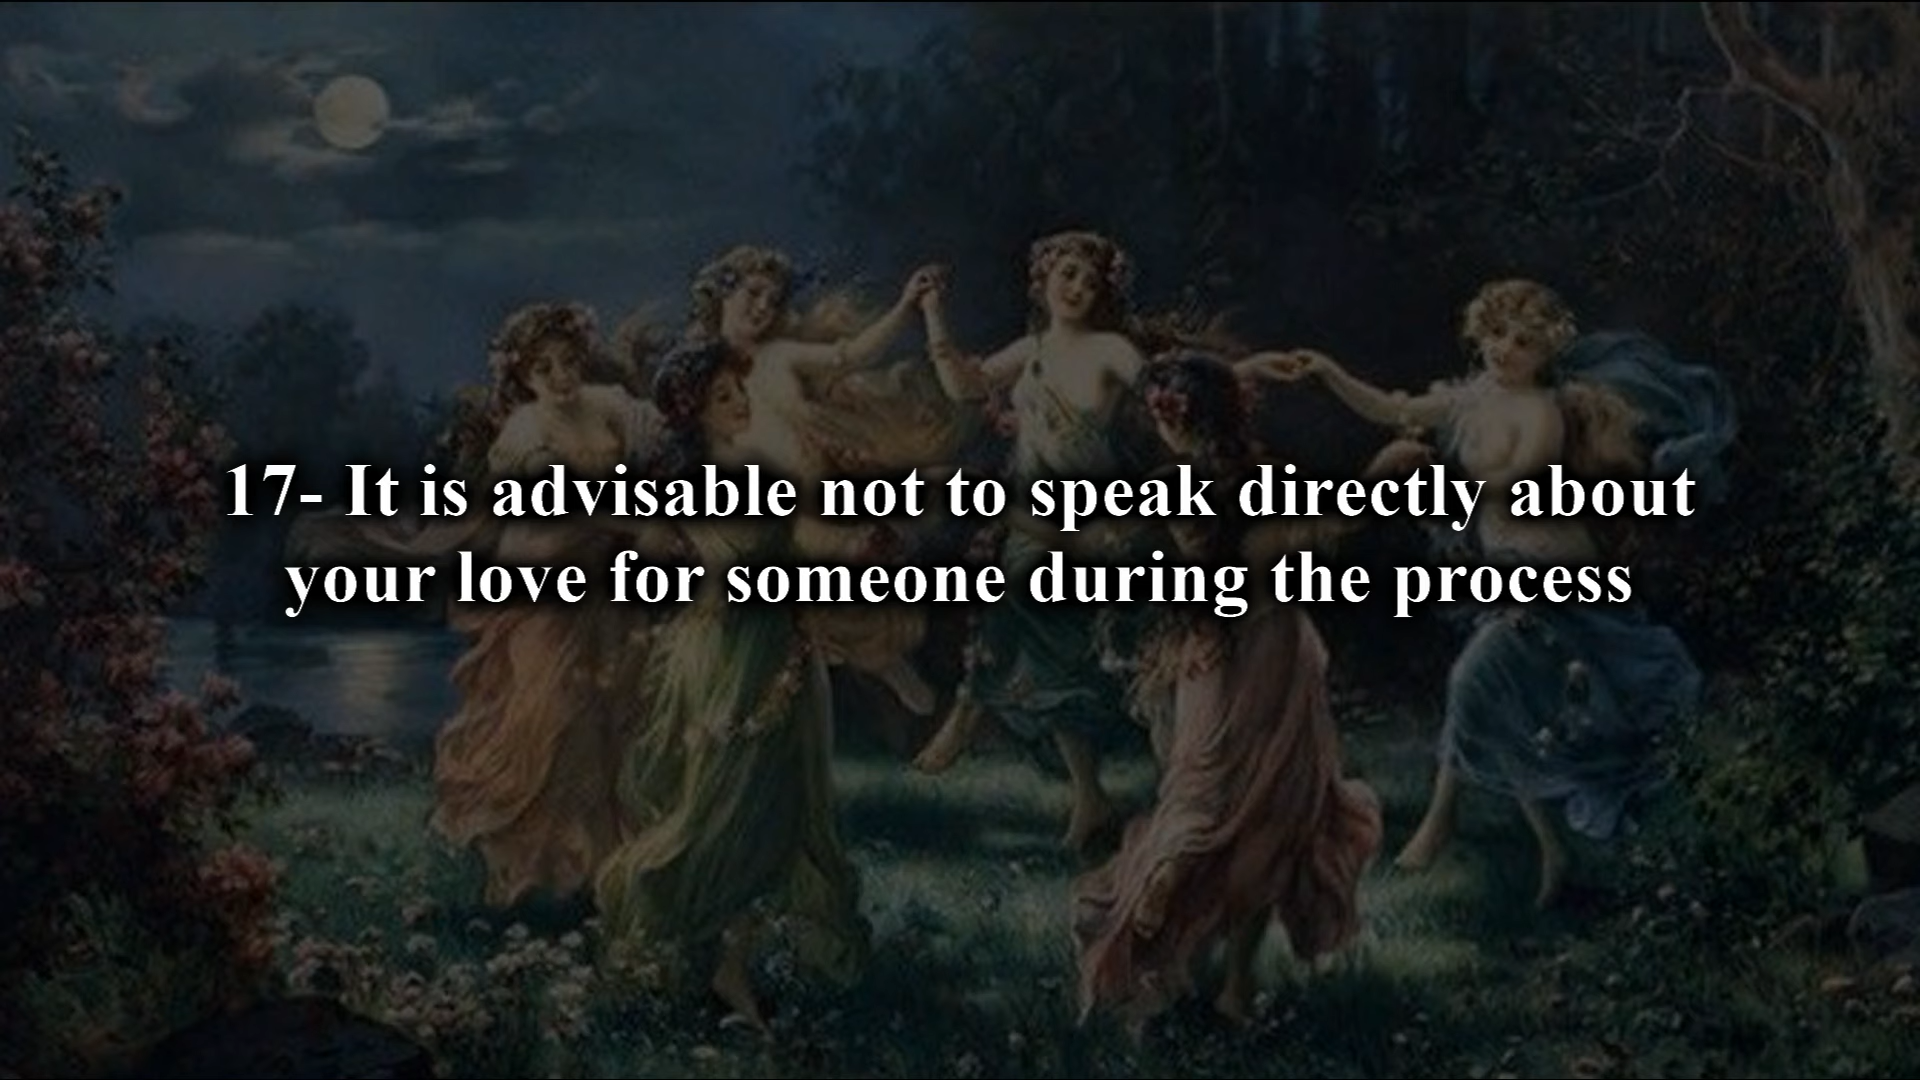 17- It is advisable not to speak directly about
your love for someone during the process